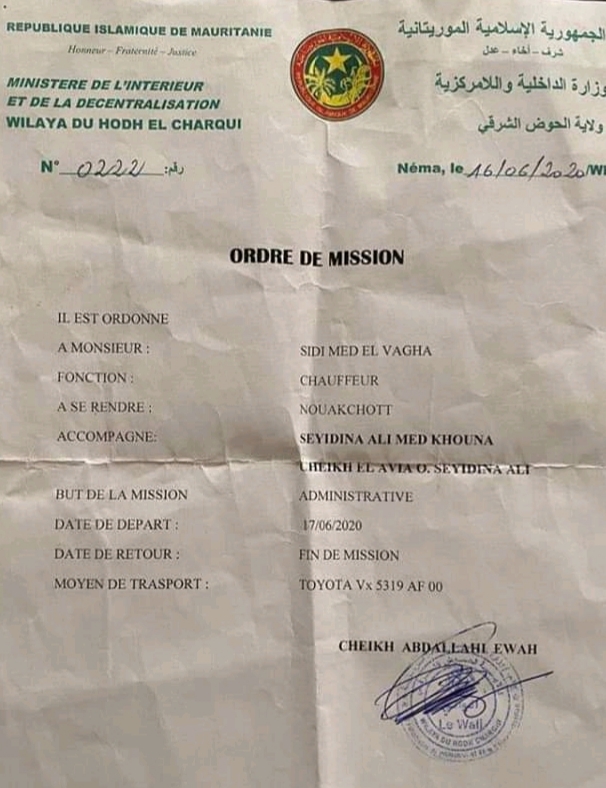 REPUBLIQUE ISLAMIQUE DE MAURITANIE
Honneur – Fraternité – Justice
MINISTERE DE L'INTERIEUR
ET DE LA DECENTRALISATION
WILAYA DU HODH EL CHARQUI
الجمهورية الإسلامية الموريتانية
شرف – أخاء – عدل
وزارة الداخلية واللامركزية
ولاية الحوض الشرقي
N° 0222 رقم:
Néma, le 16/06/2020/W
ORDRE DE MISSION
IL EST ORDONNE
A MONSIEUR : SIDI MED EL VAGHA
FONCTION : CHAUFFEUR
A SE RENDRE : NOUAKCHOTT
ACCOMPAGNE: SEYIDINA ALI MED KHOUNA
CHEIKH EL AVIA O. SEYIDINA ALI
BUT DE LA MISSION ADMINISTRATIVE
DATE DE DEPART : 17/06/2020
DATE DE RETOUR : FIN DE MISSION
MOYEN DE TRASPORT : TOYOTA Vx 5319 AF 00
CHEIKH ABDALLAHI EWAH
Le Wali
WILAYA DU HODH CHARGUI